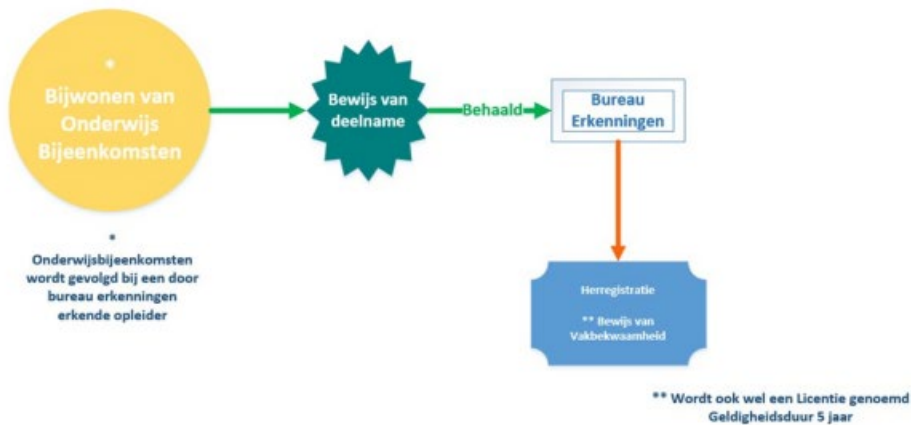 *
Bijwonen van
Onderwijs
Bijeenkomsten
Bewijs van
deelname
Behaald
Bureau
Erkenningen
*
Onderwijsbijeenkomsten
wordt gevolgd bij een door
bureau erkenningen
erkende opleider
Herregistratie
** Bewijs van
Vakbekwaamheid
** Wordt ook wel een Licentie genoemd
Geldigheidsduur 5 jaar